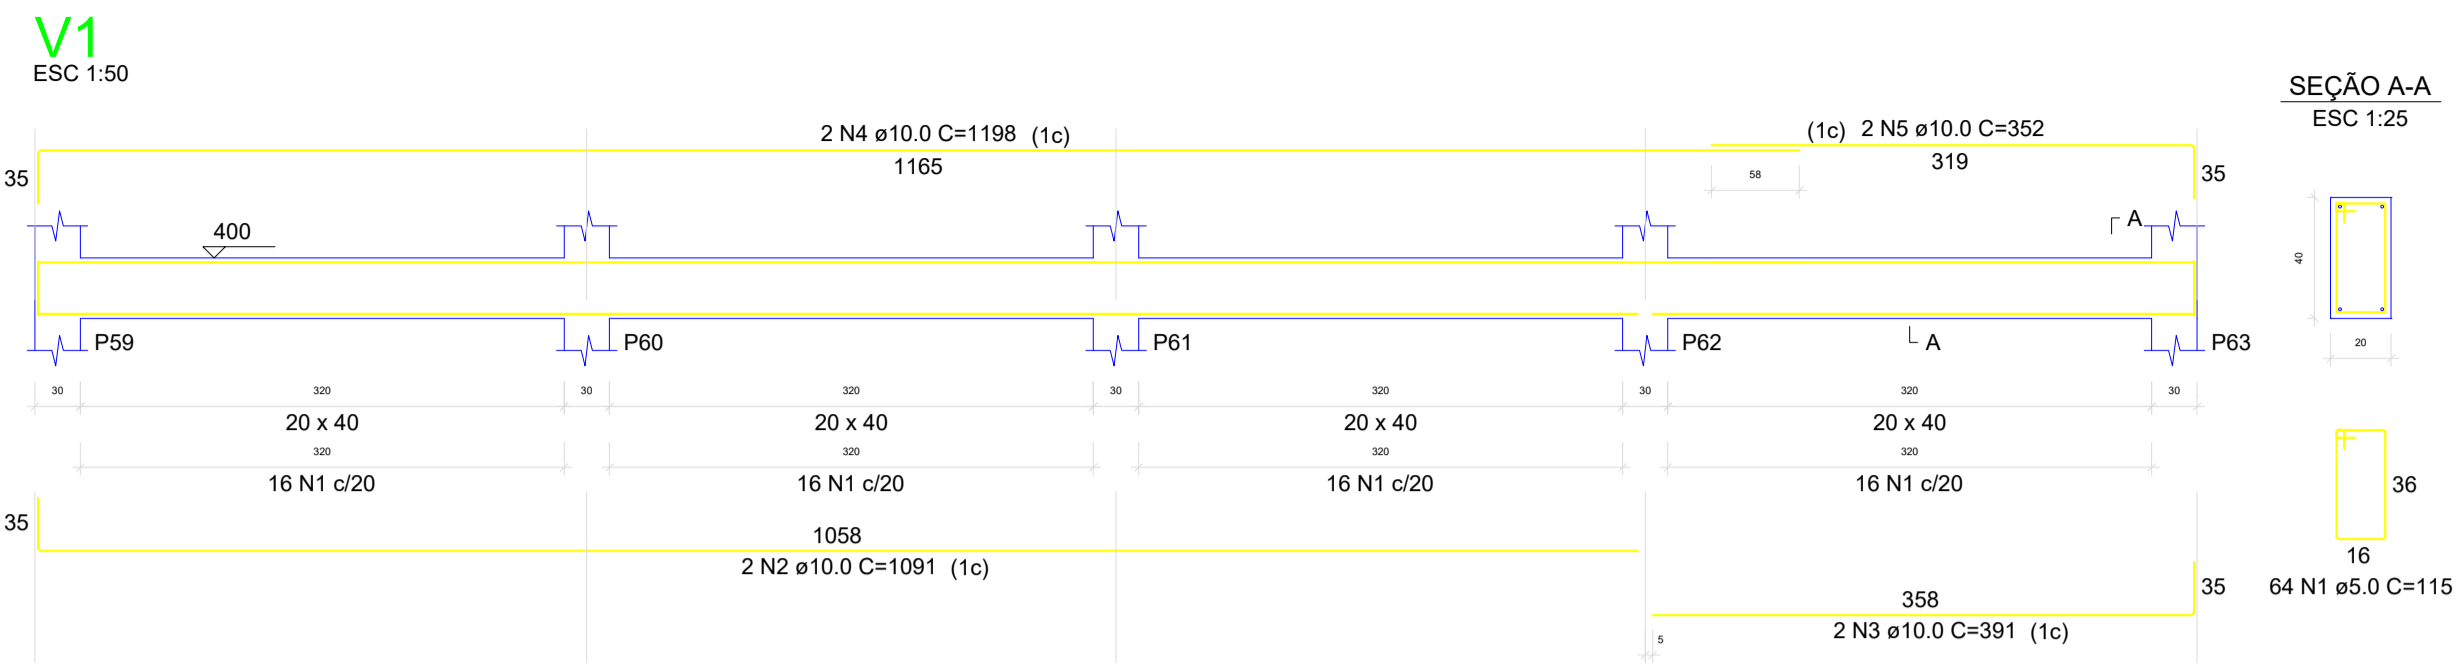 V1
ESC 1:50
SEÇÃO A-A
ESC 1:25
2 N4 ø10.0 C=1198 (1c)
(1c) 2 N5 ø10.0 C=352
1165
319
35
58
35
400
A
40
P59
P60
P61
P62
A
P63
20
30
320
30
320
30
320
30
320
30
20 x 40
20 x 40
20 x 40
20 x 40
320
320
320
320
16 N1 c/20
16 N1 c/20
16 N1 c/20
16 N1 c/20
36
35
1058
2 N2 ø10.0 C=1091 (1c)
16
64 N1 ø5.0 C=115
358
35
2 N3 ø10.0 C=391 (1c)
5